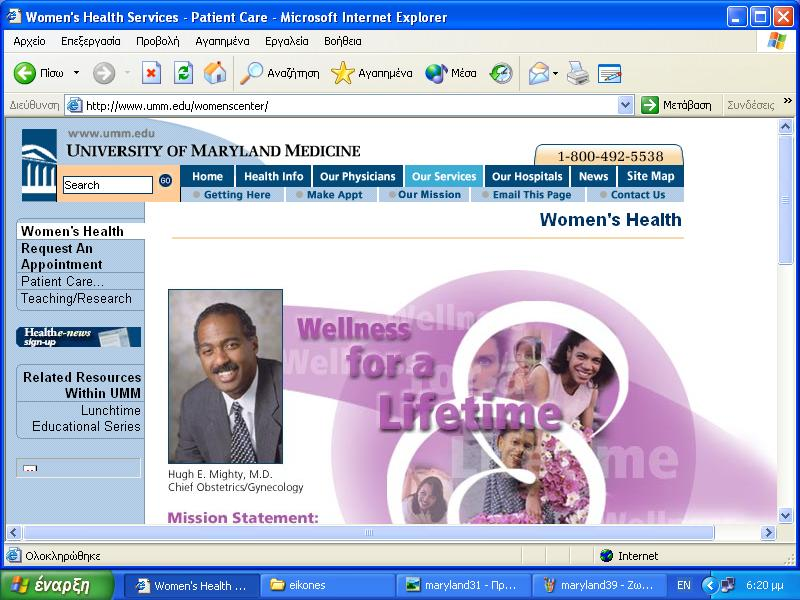 Women's Health Services - Patient Care - Microsoft Internet Explorer
Αρχείο Επεξεργασία Προβολή Αγαπημένα Εργαλεία Βοήθεια
Πίσω Αναζήτηση Αγαπημένα Μέσα
Διεύθυνση http://www.umm.edu/womenscenter/ Μετάβαση Συνδέσεις »
www.umm.edu
UNIVERSITY OF MARYLAND MEDICINE
1-800-492-5538
Search GO
Home Health Info Our Physicians Our Services Our Hospitals News Site Map
Getting Here Make Appt Our Mission Email This Page Contact Us
Women's Health
Women's Health
Request An
Appointment
Patient Care...
Teaching/Research
Healthe-news
sign-up
Related Resources
Within UMM
Lunchtime
Educational Series
Wellness
for a
Lifetime
Wellness
for a
Lifetime
Hugh E. Mighty, M.D.
Chief Obstetrics/Gynecology
Mission Statement:
Ολοκληρώθηκε Internet
έναρξη Women's Health ... eikones maryland31 - Πρ... maryland39 - Ζω... EN 6:20 μμ